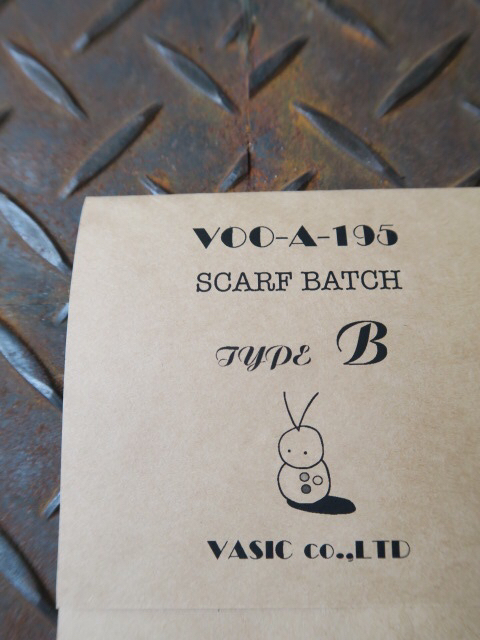 VOO-A-195
SCARF BATCH
TYPE B
VASIC co.,LTD